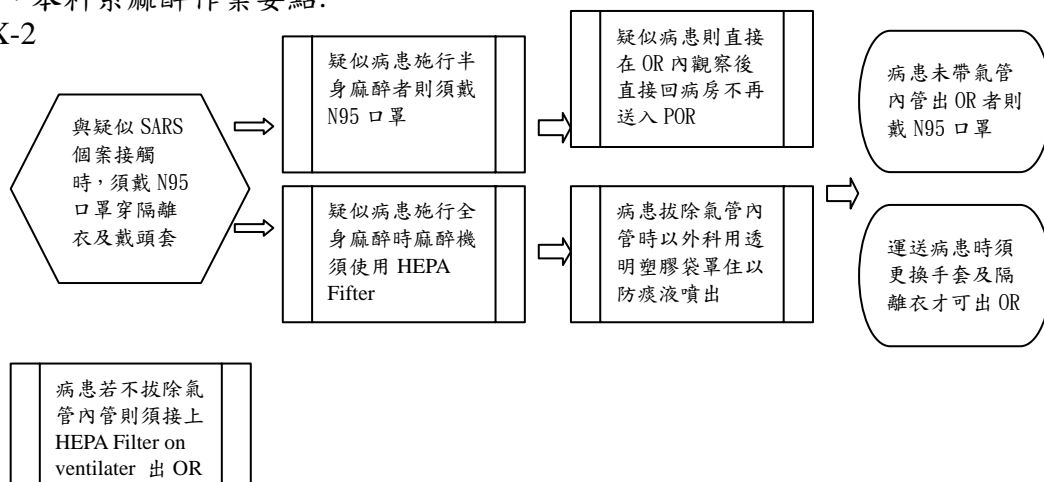 、本科系麻醉作業要點:
X-2
與疑似 SARS
個案接觸
時，須戴 N95
口罩穿隔離
衣及戴頭套
疑似病患施行半
身麻醉者則須戴
N95 口罩
疑似病患施行全
身麻醉時麻醉機
須使用 HEPA
Fifter
疑似病患則直接
在 OR 內觀察後
直接回病房不再
送入 POR
病患拔除氣管內
管時以外科用透
明塑膠袋罩住以
防痰液噴出
病患未帶氣管
內管出 OR 者則
戴 N95 口罩
運送病患時須
更換手套及隔
離衣才可出 OR
病患若不拔除氣
管內管則須接上
HEPA Filter on
ventilater 出 OR